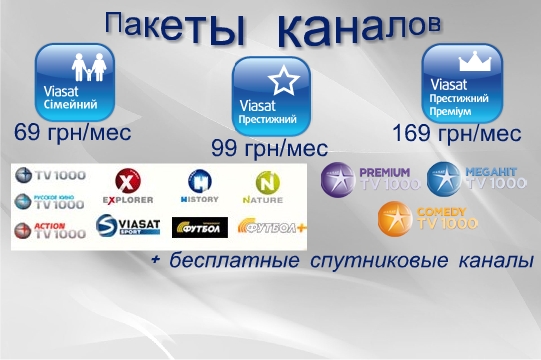 Пакеты каналов
Viasat
Сімейний
69 грн/мес
Viasat
Престижний
99 грн/мес
Viasat
Престижний
Преміум
169 грн/мес
TV1000
EXPLORER
HISTORY
NATURE
РУССКОЕ КИНО
TV1000
ACTION
TV1000
VIASAT
SPORT
ФУТБОЛ
ФУТБОЛ+
PREMIUM
TV1000
MEGAHIT
TV1000
COMEDY
TV1000
+ бесплатные спутниковые каналы